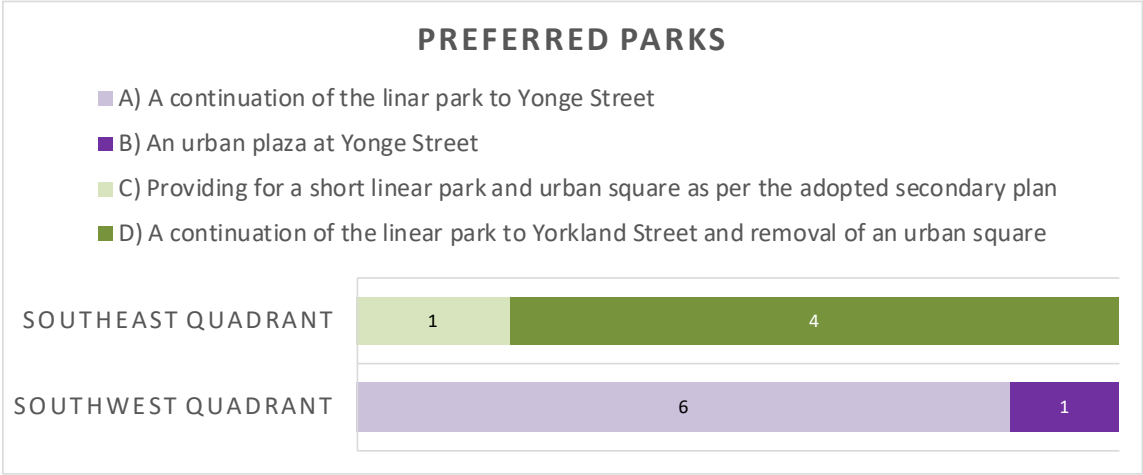 PREFERRED PARKS
A) A continuation of the linar park to Yonge Street
B) An urban plaza at Yonge Street
C) Providing for a short linear park and urban square as per the adopted secondary plan
D) A continuation of the linear park to Yorkland Street and removal of an urban square
SOUTHEAST QUADRANT 1 4
SOUTHWEST QUADRANT 6 1